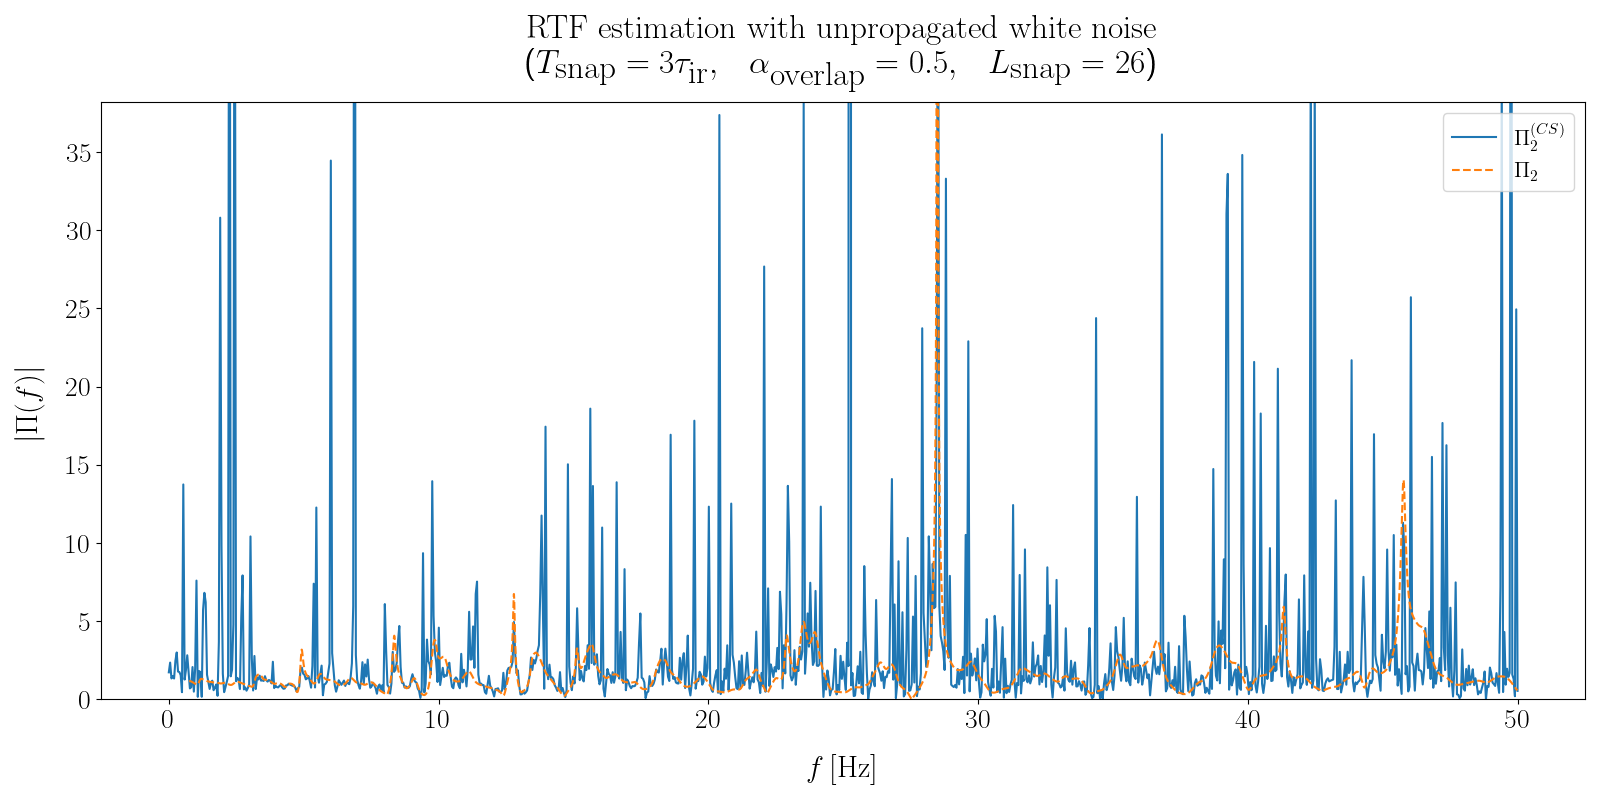 RTF estimation with unpropagated white noise
(T_snap = 3τ_ir, α_overlap = 0.5, L_snap = 26)
|Π(f)|
35
30
25
20
15
10
5
0
Π_2^(CS)
Π_2
0 10 20 30 40 50
f [Hz]